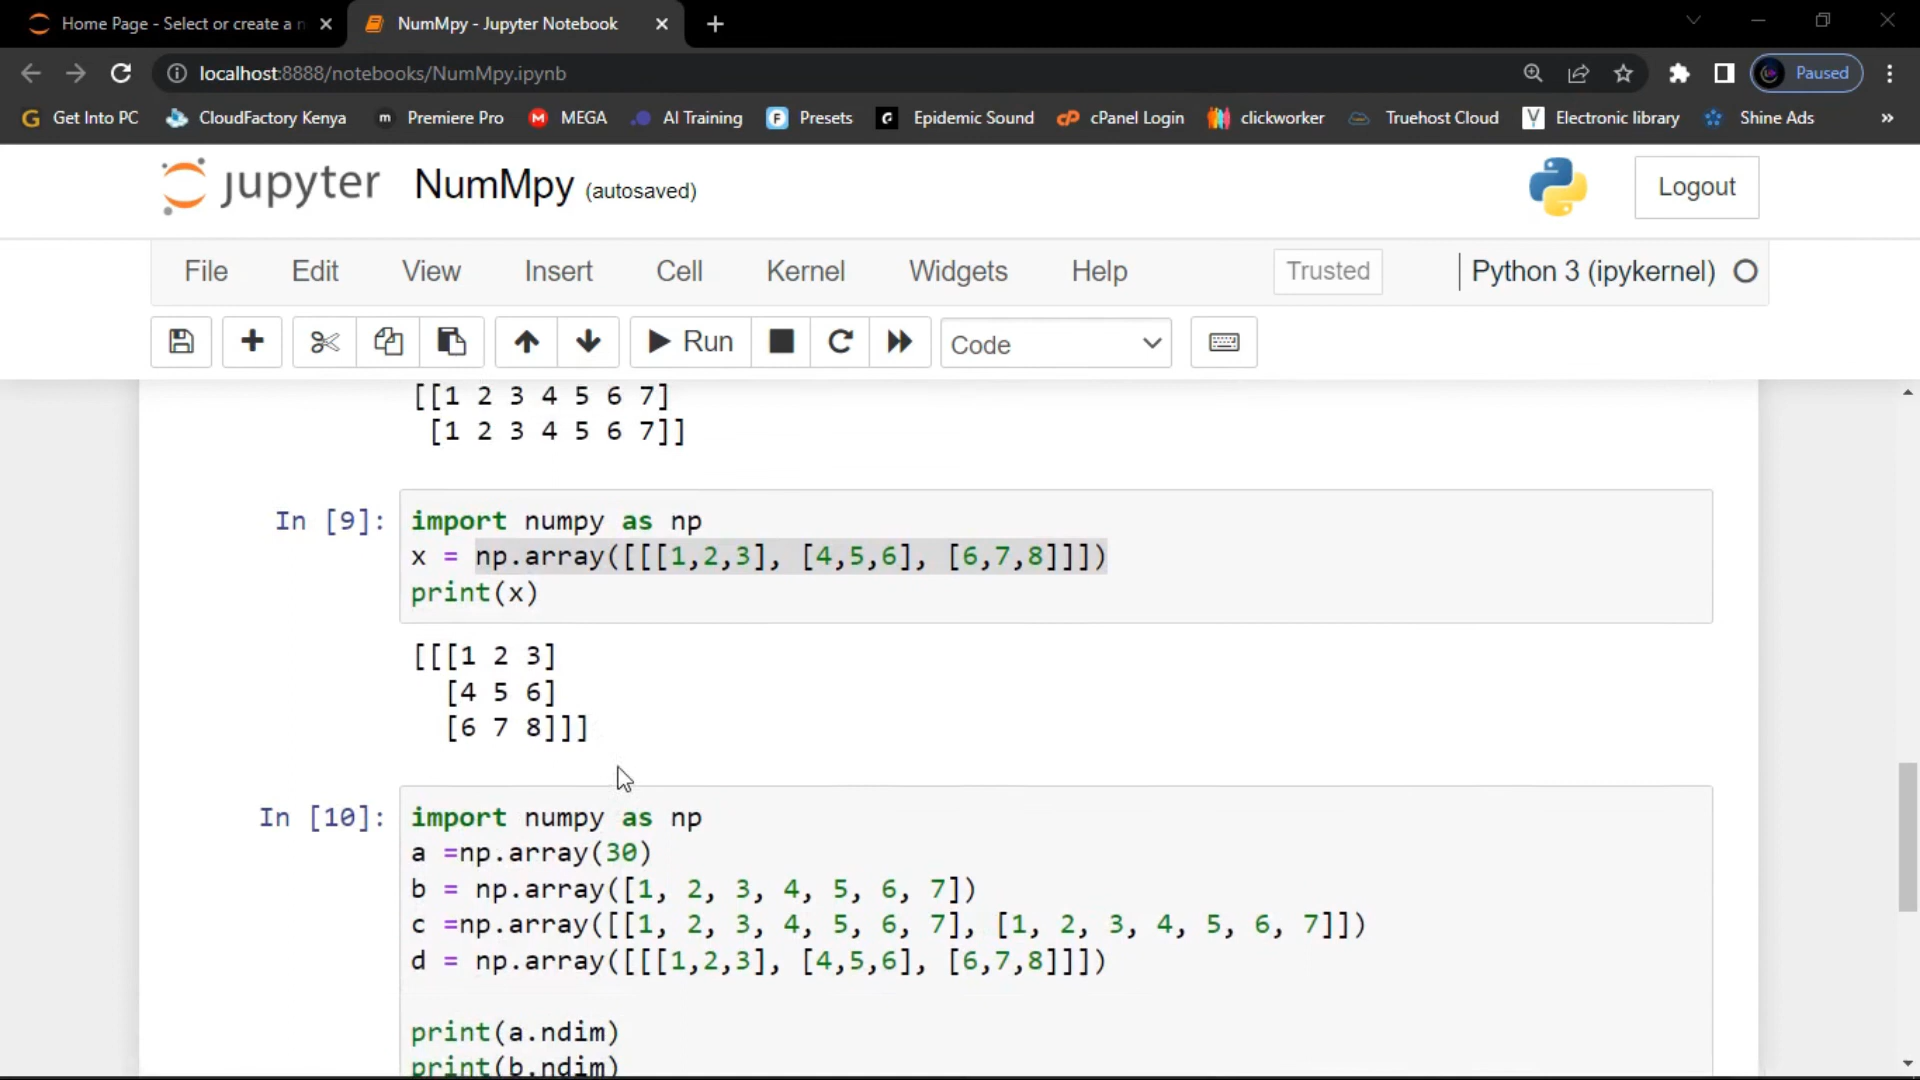 Home Page - Select or create a n
NumMpy - Jupyter Notebook
localhost:8888/notebooks/NumMpy.ipynb
Paused
Get Into PC
CloudFactory Kenya
m Premiere Pro
M MEGA
AI Training
F Presets
Epidemic Sound
cP cPanel Login
clickworker
Truehost Cloud
V Electronic library
Shine Ads
»
jupyter NumMpy (autosaved)
Logout
File Edit View Insert Cell Kernel Widgets Help
Trusted
Python 3 (ipykernel)
Run
Code
[[1 2 3 4 5 6 7]
[1 2 3 4 5 6 7]]
In [9]:
import numpy as np
x = np.array([[[1,2,3], [4,5,6], [6,7,8]]])
print(x)
[[[1 2 3]
[4 5 6]
[6 7 8]]]
In [10]:
import numpy as np
a =np.array(30)
b = np.array([1, 2, 3, 4, 5, 6, 7])
c =np.array([[1, 2, 3, 4, 5, 6, 7], [1, 2, 3, 4, 5, 6, 7]])
d = np.array([[[1,2,3], [4,5,6], [6,7,8]]])
print(a.ndim)
print(b.ndim)